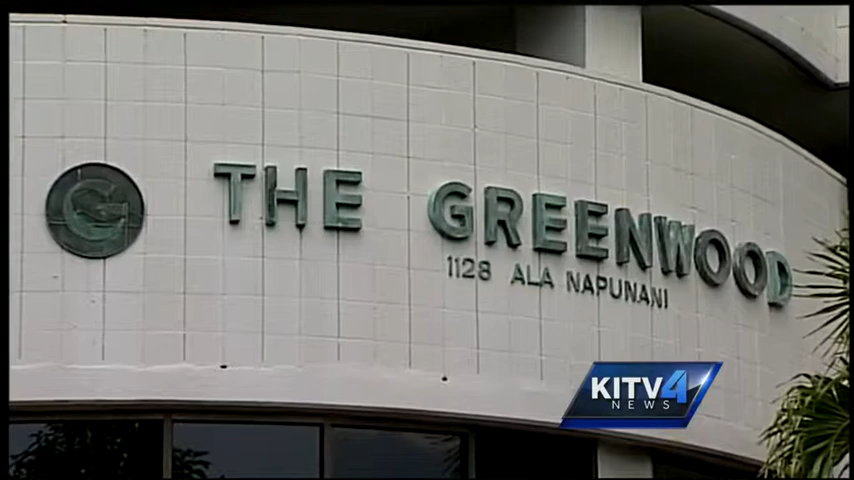 G
THE GREENWOOD
1128 ALA NAPUNANI
KITV4
NEWS